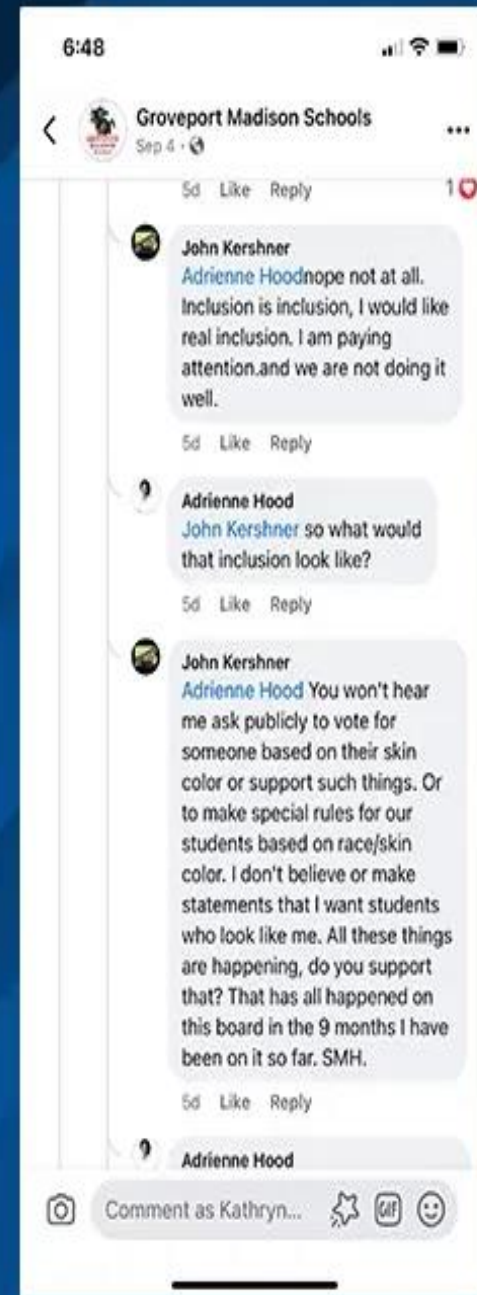 6:48
Groveport Madison Schools
Sep 4 ·
5d Like Reply
1
John Kershner
Adrienne Hoodnope not at all.
Inclusion is inclusion, I would like
real inclusion. I am paying
attention.and we are not doing it
well.
5d Like Reply
Adrienne Hood
John Kershner so what would
that inclusion look like?
5d Like Reply
John Kershner
Adrienne Hood You won't hear
me ask publicly to vote for
someone based on their skin
color or support such things. Or
to make special rules for our
students based on race/skin
color. I don't believe or make
statements that I want students
who look like me. All these things
are happening, do you support
that? That has all happened on
this board in the 9 months I have
been on it so far. SMH.
5d Like Reply
Adrienne Hood
Comment as Kathryn...
GIF